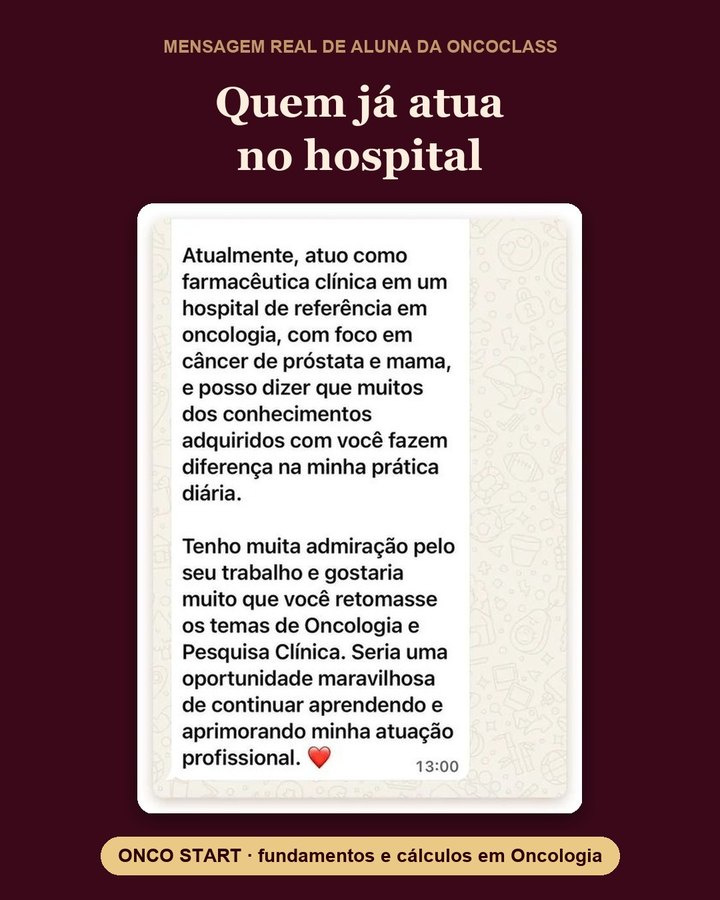 MENSAGEM REAL DE ALUNA DA ONCOCLASS
Quem já atua
no hospital
Atualmente, atuo como
farmacêutica clínica em um
hospital de referência em
oncologia, com foco em
câncer de próstata e mama,
e posso dizer que muitos
dos conhecimentos
adquiridos com você fazem
diferença na minha prática
diária.
Tenho muita admiração pelo
seu trabalho e gostaria
muito que você retomasse
os temas de Oncologia e
Pesquisa Clínica. Seria uma
oportunidade maravilhosa
de continuar aprendendo e
aprimorando minha atuação
profissional. ❤️
13:00
ONCO START · fundamentos e cálculos em Oncologia